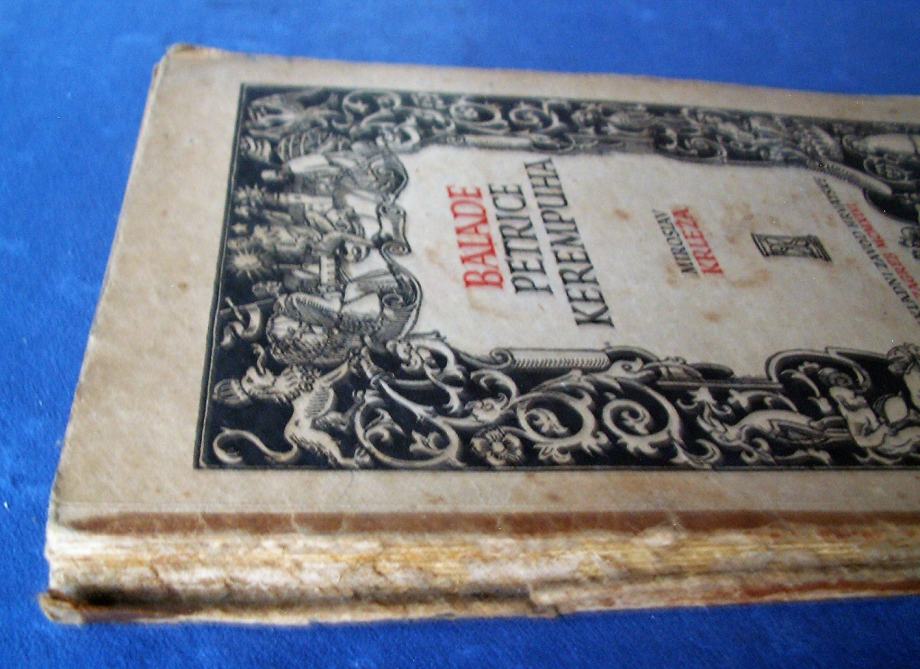 BALADE
PETRICE
KEREMPUHA
MIROSLAV
KRLEŽA